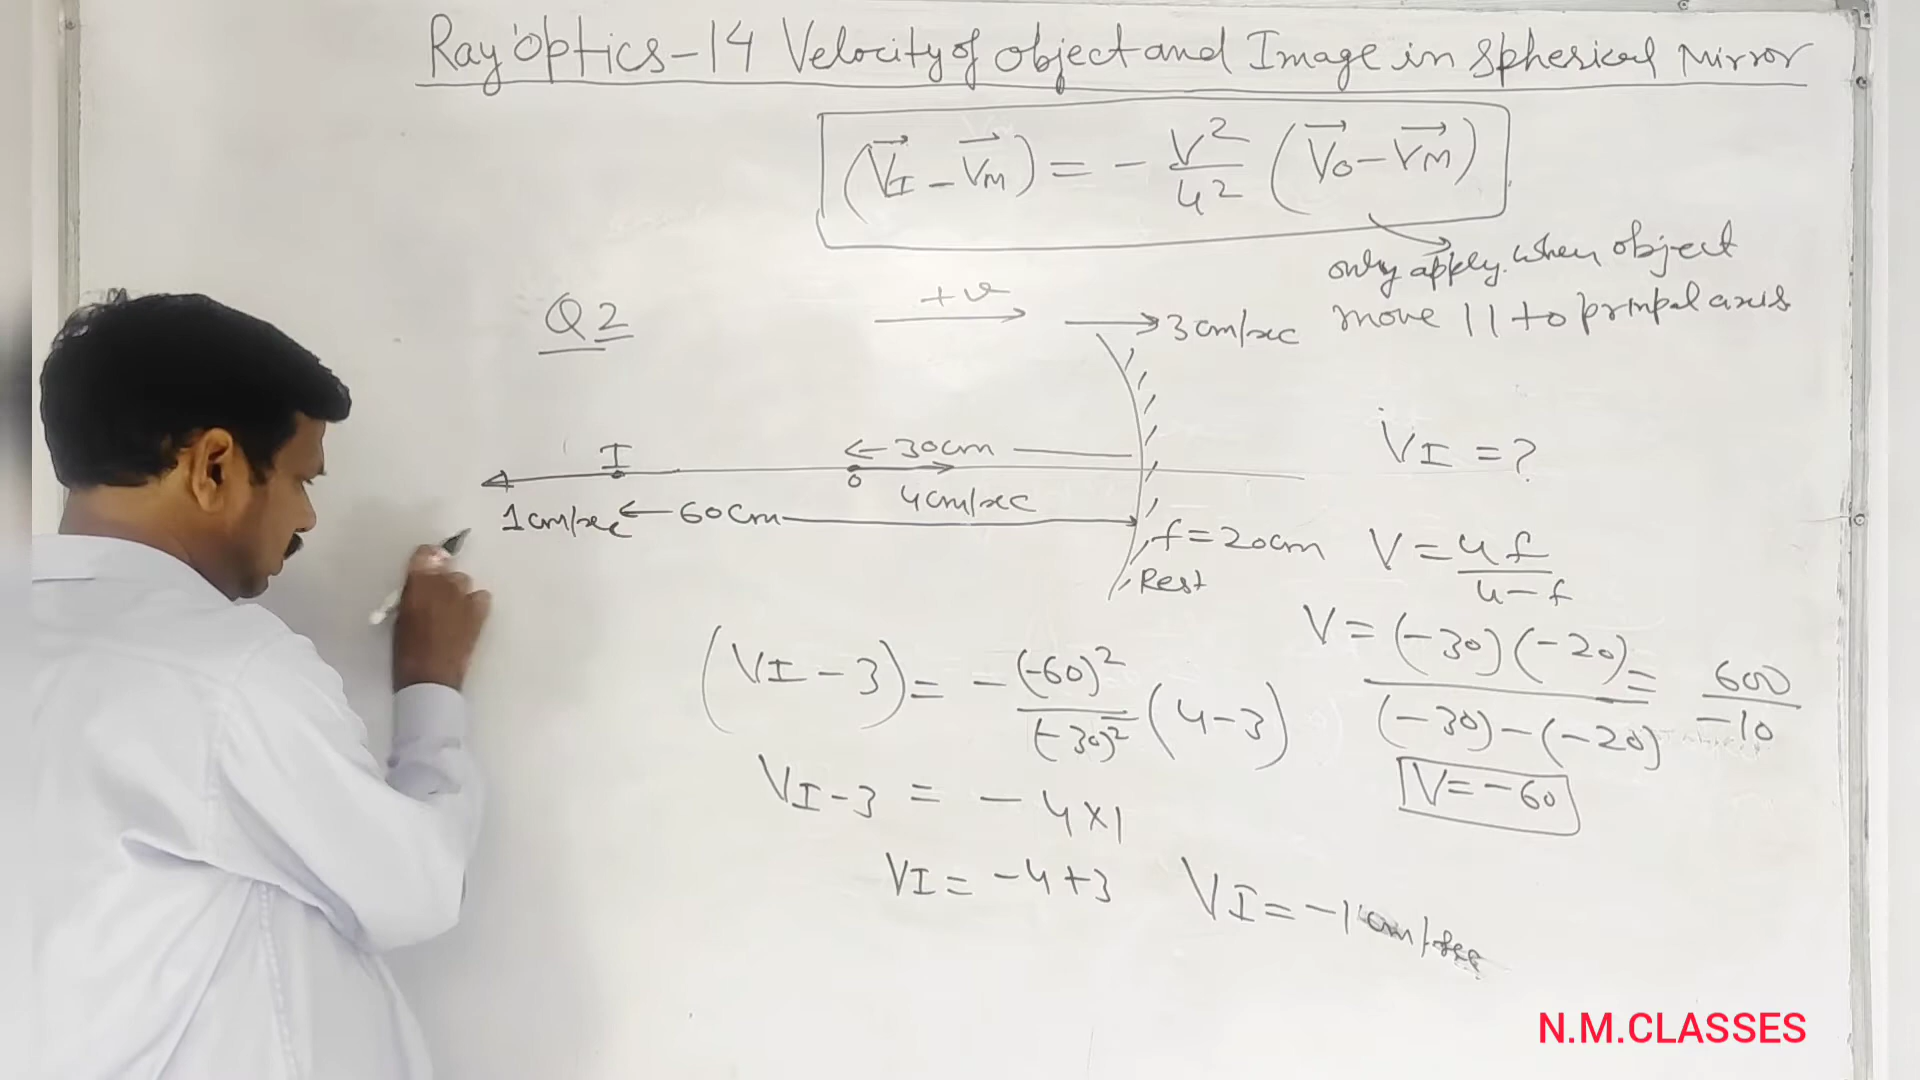 Ray Optics-14 Velocity of object and Image in spherical Mirror
(V⃗I - V⃗M) = - V²/u² (V⃗o - V⃗M)
only apply when object
move || to prinpal axis
Q2
+ve
3cm/sec
I
30cm
VI = ?
o
4cm/sec
1cm/sec
60cm
f = 20cm
Rest
V = uf/u-f
V = (-30)(-20)/(-30)-(-20) = 600/-10
V = -60
(VI - 3) = - (-60)²/(-30)² (4-3)
VI - 3 = - 4×1
VI = -4+3
VI = -1cm/sec
N.M.CLASSES